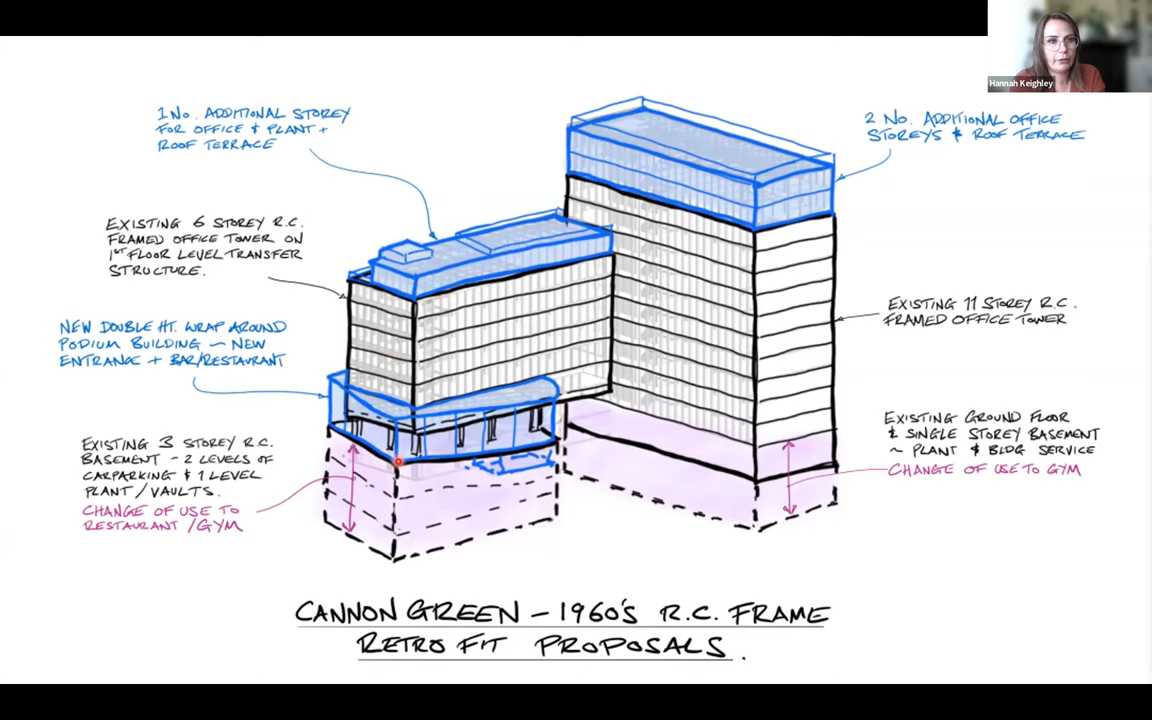 Hannah Keighley
1 NO. ADDITIONAL STOREY
FOR OFFICE & PLANT +
ROOF TERRACE
2 NO. ADDITIONAL OFFICE
STOREYS & ROOF TERRACE
EXISTING 6 STOREY R.C.
FRAMED OFFICE TOWER ON
1ST FLOOR LEVEL TRANSFER
STRUCTURE.
EXISTING 11 STOREY R.C.
FRAMED OFFICE TOWER
NEW DOUBLE HT. WRAP AROUND
PODIUM BUILDING ~ NEW
ENTRANCE + BAR/RESTAURANT
EXISTING 3 STOREY R.C.
BASEMENT - 2 LEVELS OF
CARPARKING & 1 LEVEL
PLANT/VAULTS.
CHANGE OF USE TO
RESTAURANT/GYM
EXISTING GROUND FLOOR
& SINGLE STOREY BASEMENT
~ PLANT & BLDG SERVICE
CHANGE OF USE TO GYM
CANNON GREEN - 1960'S R.C. FRAME
RETRO FIT PROPOSALS.